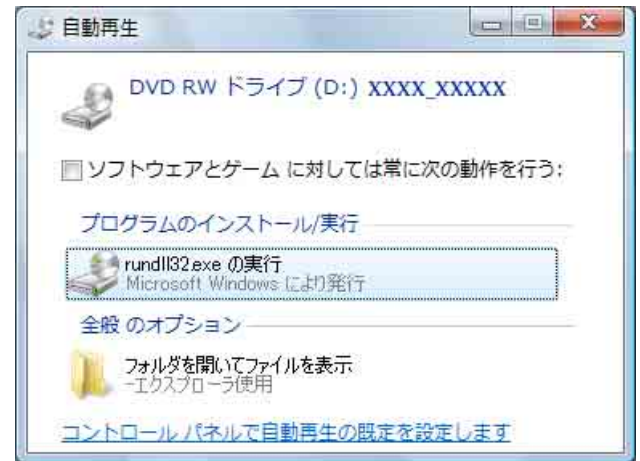 自動再生
DVD RW ドライブ (D:) XXXX_XXXXX
ソフトウェアとゲーム に対しては常に次の動作を行う:
プログラムのインストール/実行
rundll32.exe の実行
Microsoft Windows により発行
全般 のオプション
フォルダを開いてファイルを表示
-エクスプローラ使用
コントロール パネルで自動再生の既定を設定します